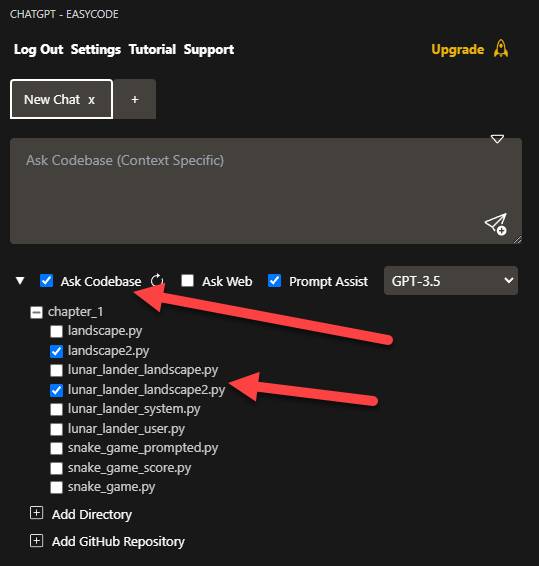 CHATGPT - EASYCODE
Log Out Settings Tutorial Support Upgrade
New Chat x +
Ask Codebase (Context Specific)
Ask Codebase Ask Web Prompt Assist GPT-3.5
chapter_1
landscape.py
landscape2.py
lunar_lander_landscape.py
lunar_lander_landscape2.py
lunar_lander_system.py
lunar_lander_user.py
snake_game_prompted.py
snake_game_score.py
snake_game.py
Add Directory
Add GitHub Repository